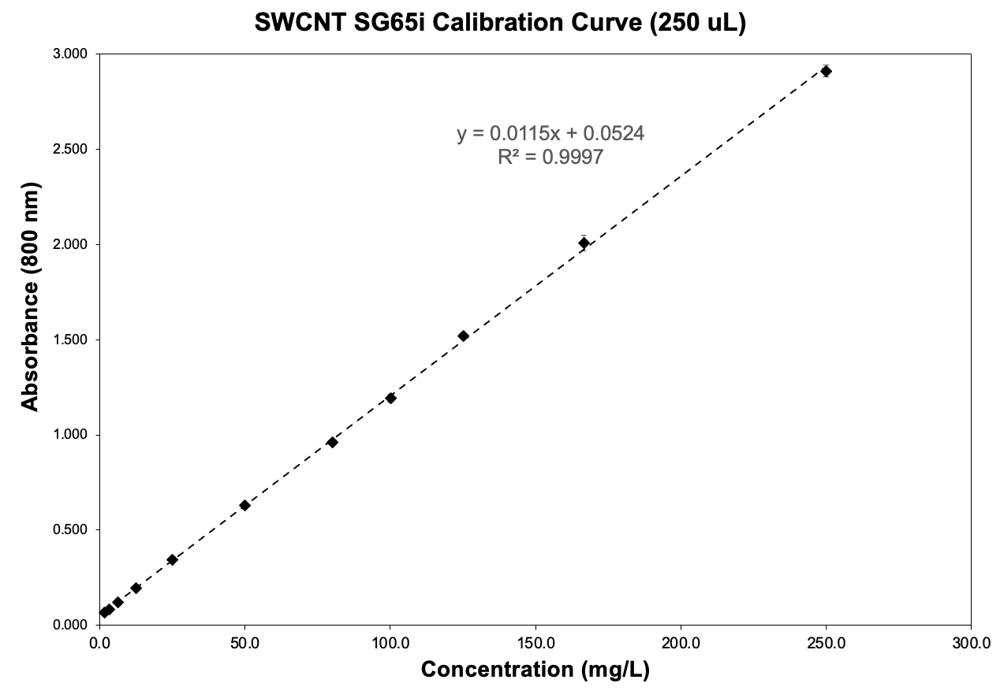 SWCNT SG65i Calibration Curve (250 uL)
3.000
2.500
2.000
1.500
1.000
0.500
0.000
Absorbance (800 nm)
y = 0.0115x + 0.0524
R² = 0.9997
0.0 50.0 100.0 150.0 200.0 250.0 300.0
Concentration (mg/L)